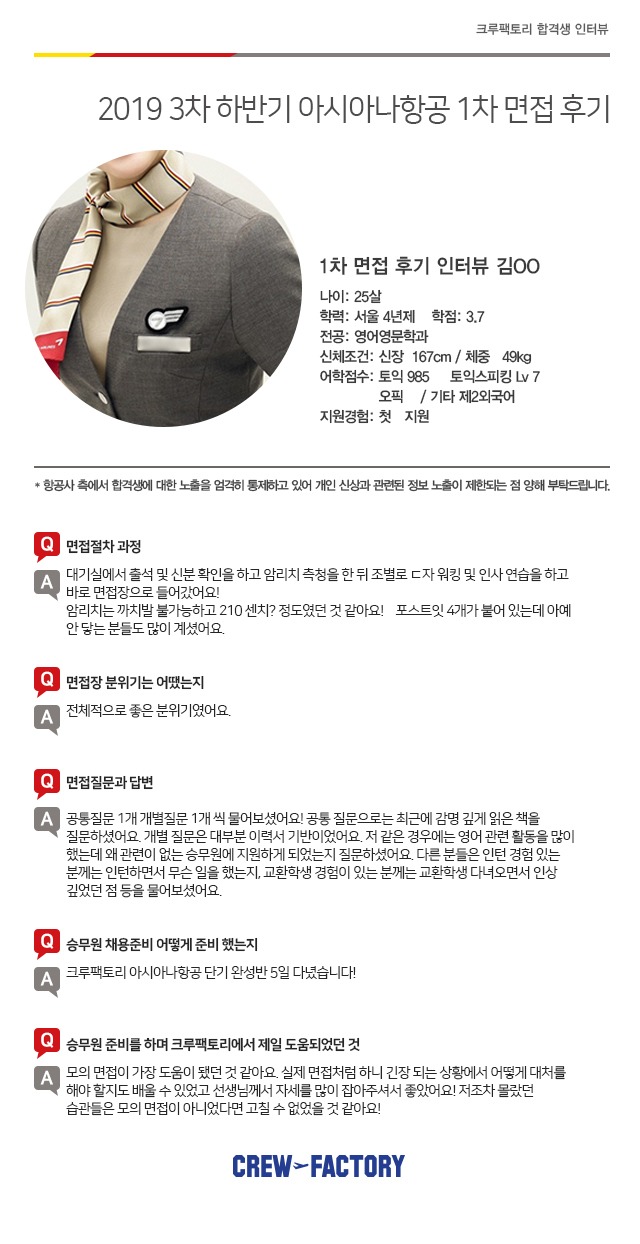 크루팩토리 합격생 인터뷰
2019 3차 하반기 아시아나항공 1차 면접 후기
1차 면접 후기 인터뷰 김OO
나이: 25살
학력: 서울 4년제 학점: 3.7
전공: 영어영문학과
신체조건: 신장 167cm / 체중 49kg
어학점수: 토익 985 토익스피킹 Lv 7
오픽 / 기타 제2외국어
지원경험: 첫 지원
* 항공사 측에서 합격생에 대한 노출을 엄격히 통제하고 있어 개인 신상과 관련된 정보 노출이 제한되는 점 양해 부탁드립니다.
Q 면접절차 과정
A 대기실에서 출석 및 신분 확인을 하고 암리치 측정을 한 뒤 조별로 ㄷ자 워킹 및 인사 연습을 하고
바로 면접장으로 들어갔어요!
암리치는 까치발 불가능하고 210 센치? 정도였던 것 같아요! 포스트잇 4개가 붙어 있는데 아예
안 닿는 분들도 많이 계셨어요.
Q 면접장 분위기는 어땠는지
A 전체적으로 좋은 분위기였어요.
Q 면접질문과 답변
A 공통질문 1개 개별질문 1개 씩 물어보셨어요! 공통 질문으로는 최근에 감명 깊게 읽은 책을
질문하셨어요. 개별 질문은 대부분 이력서 기반이었어요. 저 같은 경우에는 영어 관련 활동을 많이
했는데 왜 관련이 없는 승무원에 지원하게 되었는지 질문하셨어요. 다른 분들은 인턴 경험 있는
분께는 인턴하면서 무슨 일을 했는지, 교환학생 경험이 있는 분께는 교환학생 다녀오면서 인상
깊었던 점 등을 물어보셨어요.
Q 승무원 채용준비 어떻게 준비 했는지
A 크루팩토리 아시아나항공 단기 완성반 5일 다녔습니다!
Q 승무원 준비를 하며 크루팩토리에서 제일 도움되었던 것
A 모의 면접이 가장 도움이 됐던 것 같아요. 실제 면접처럼 하니 긴장 되는 상황에서 어떻게 대처를
해야 할지도 배울 수 있었고 선생님께서 자세를 많이 잡아주셔서 좋았어요! 저조차 몰랐던
습관들은 모의 면접이 아니었다면 고칠 수 없었을 것 같아요!
CREW FACTORY